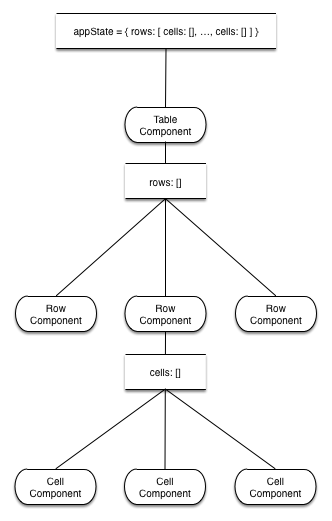 appState = { rows: [ cells: [], ..., cells: [] ] }
Table
Component
rows: []
Row
Component
Row
Component
Row
Component
cells: []
Cell
Component
Cell
Component
Cell
Component